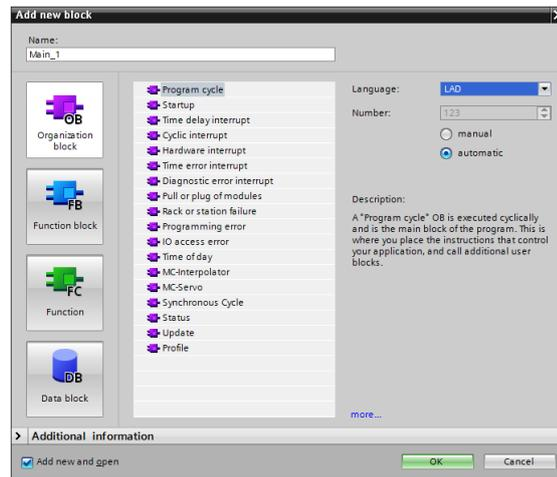 Add new block
Name:
Main_1
OB
Organization
block
FB
Function block
FC
Function
DB
Data block
Program cycle
Startup
Time delay interrupt
Cyclic interrupt
Hardware interrupt
Time error interrupt
Diagnostic error interrupt
Pull or plug of modules
Rack or station failure
Programming error
IO access error
Time of day
MC-Interpolator
MC-Servo
Synchronous Cycle
Status
Update
Profile
Language:
LAD
Number:
123
manual
automatic
Description:
A "Program cycle" OB is executed cyclically
and is the main block of the program. This is
where you place the instructions that control
your application, and call additional user
blocks.
more...
Additional information
Add new and open
OK
Cancel